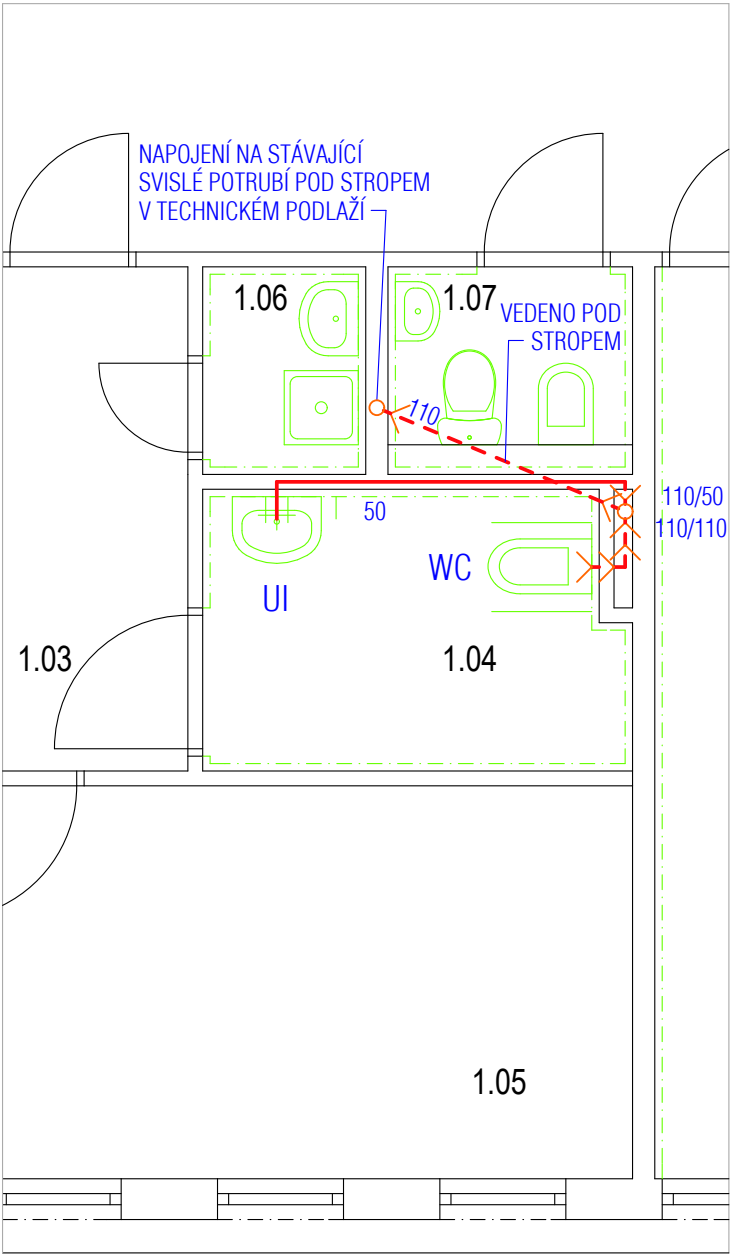 NAPOJENÍ NA STÁVAJÍCÍ
SVISLÉ POTRUBÍ POD STROPEM
V TECHNICKÉM PODLAŽÍ
1.06
1.07
VEDENO POD
STROPEM
110
50
110/50
110/110
WC
UI
1.03
1.04
1.05